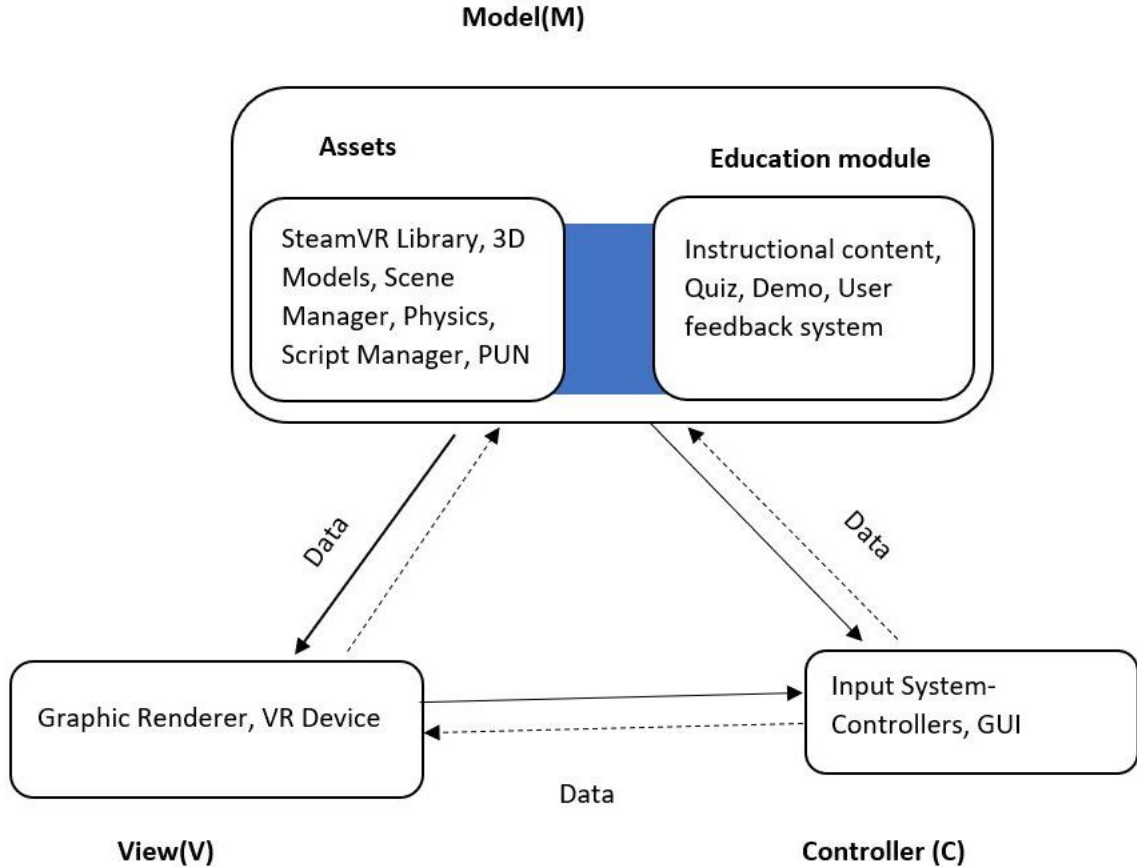 Model(M)
Assets
Education module
SteamVR Library, 3D
Models, Scene
Manager, Physics,
Script Manager, PUN
Instructional content,
Quiz, Demo, User
feedback system
Data
Data
Graphic Renderer, VR Device
Input System-
Controllers, GUI
Data
View(V)
Controller (C)